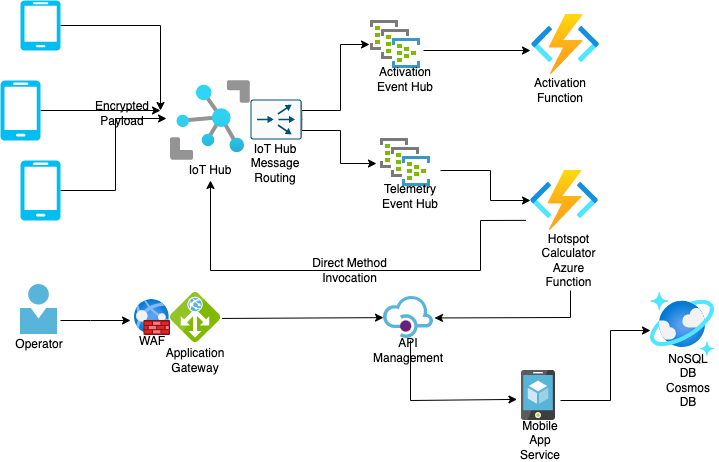 Activation
Event Hub
Activation
Function
Encrypted
Payload
IoT Hub
IoT Hub
Message
Routing
Telemetry
Event Hub
Hotspot
Calculator
Azure
Function
Direct Method
Invocation
Operator
WAF
Application
Gateway
API
Management
NoSQL
DB
Cosmos
DB
Mobile
App
Service